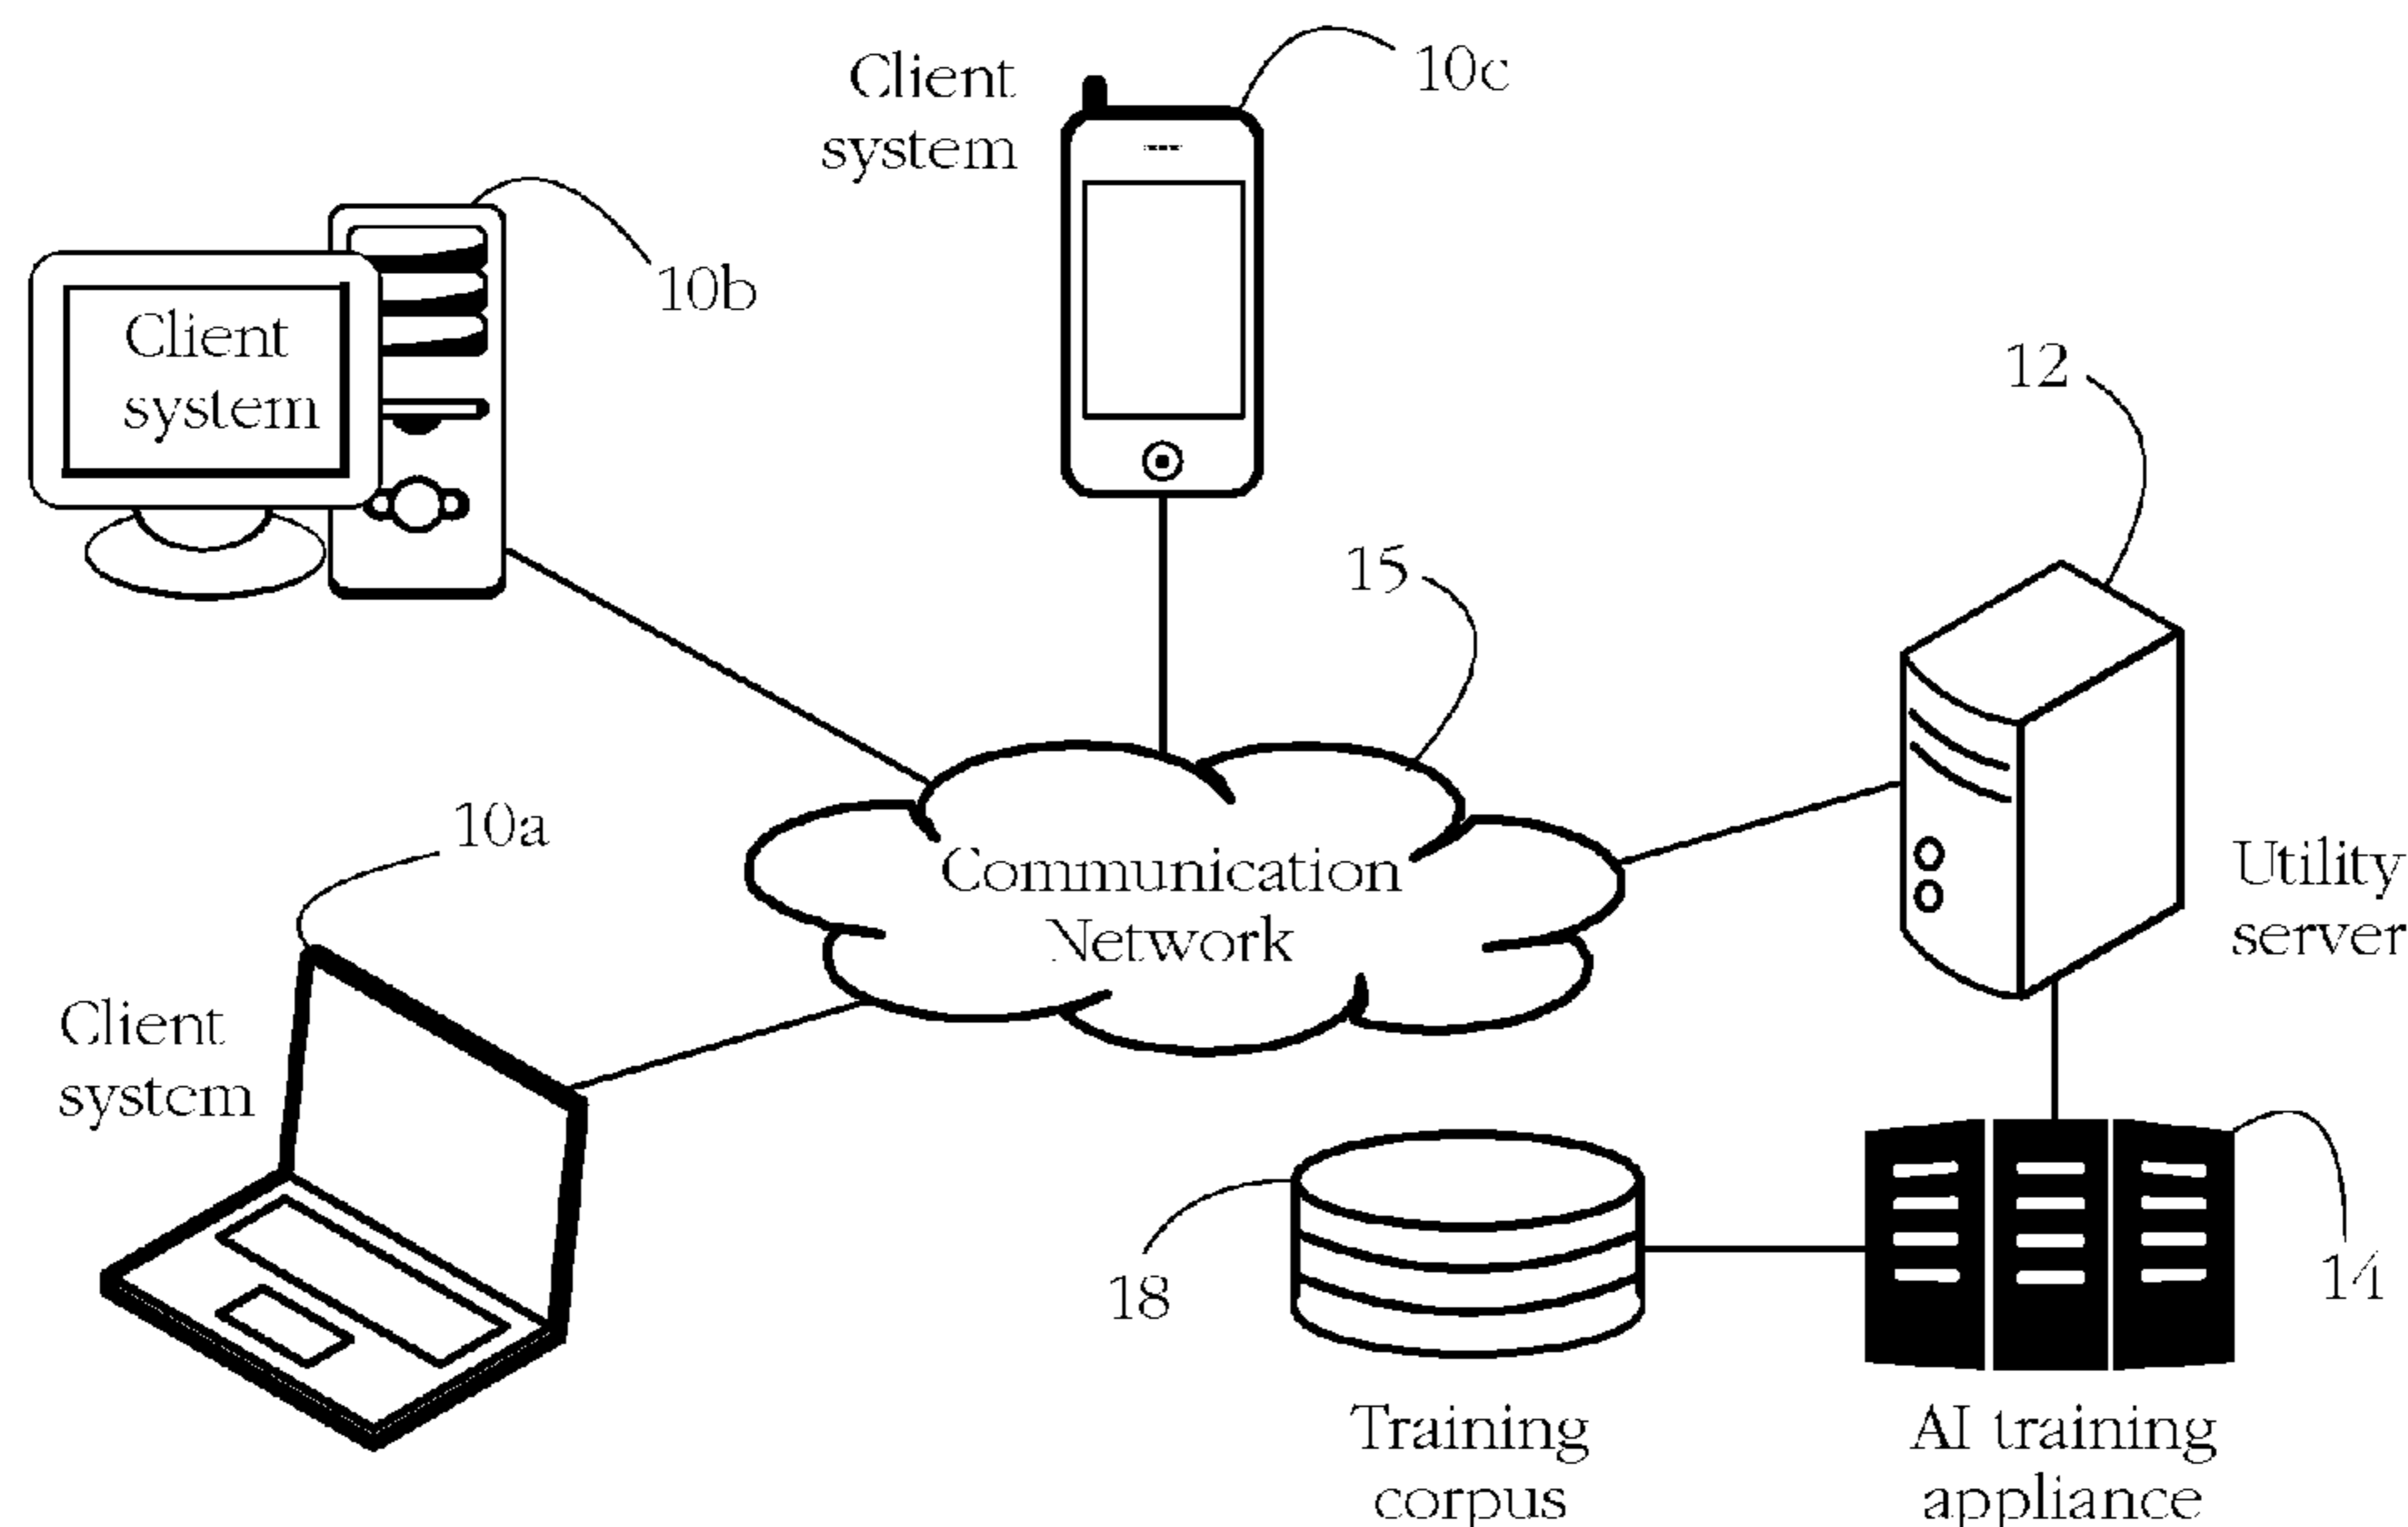 Client
system
10c
10b
Client
system
12
15
10a
Communication
Network
Utility
server
Client
system
18
14
Training
corpus
AI training
appliance